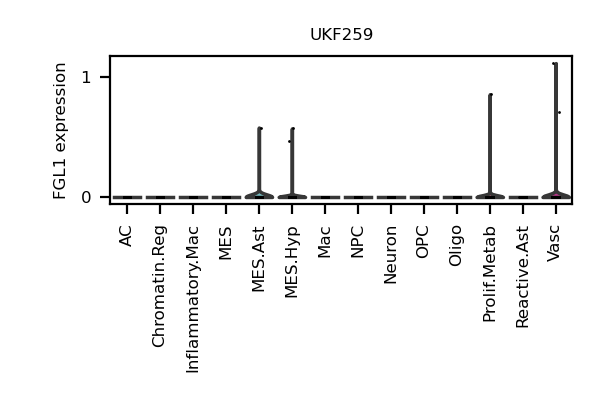 UKF259
FGL1 expression
1
0
AC
Chromatin.Reg
Inflammatory.Mac
MES
MES.Ast
MES.Hyp
Mac
NPC
Neuron
OPC
Oligo
Prolif.Metab
Reactive.Ast
Vasc